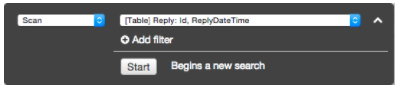 Scan [Table] Reply: Id, ReplyDateTime
Add filter
Start Begins a new search